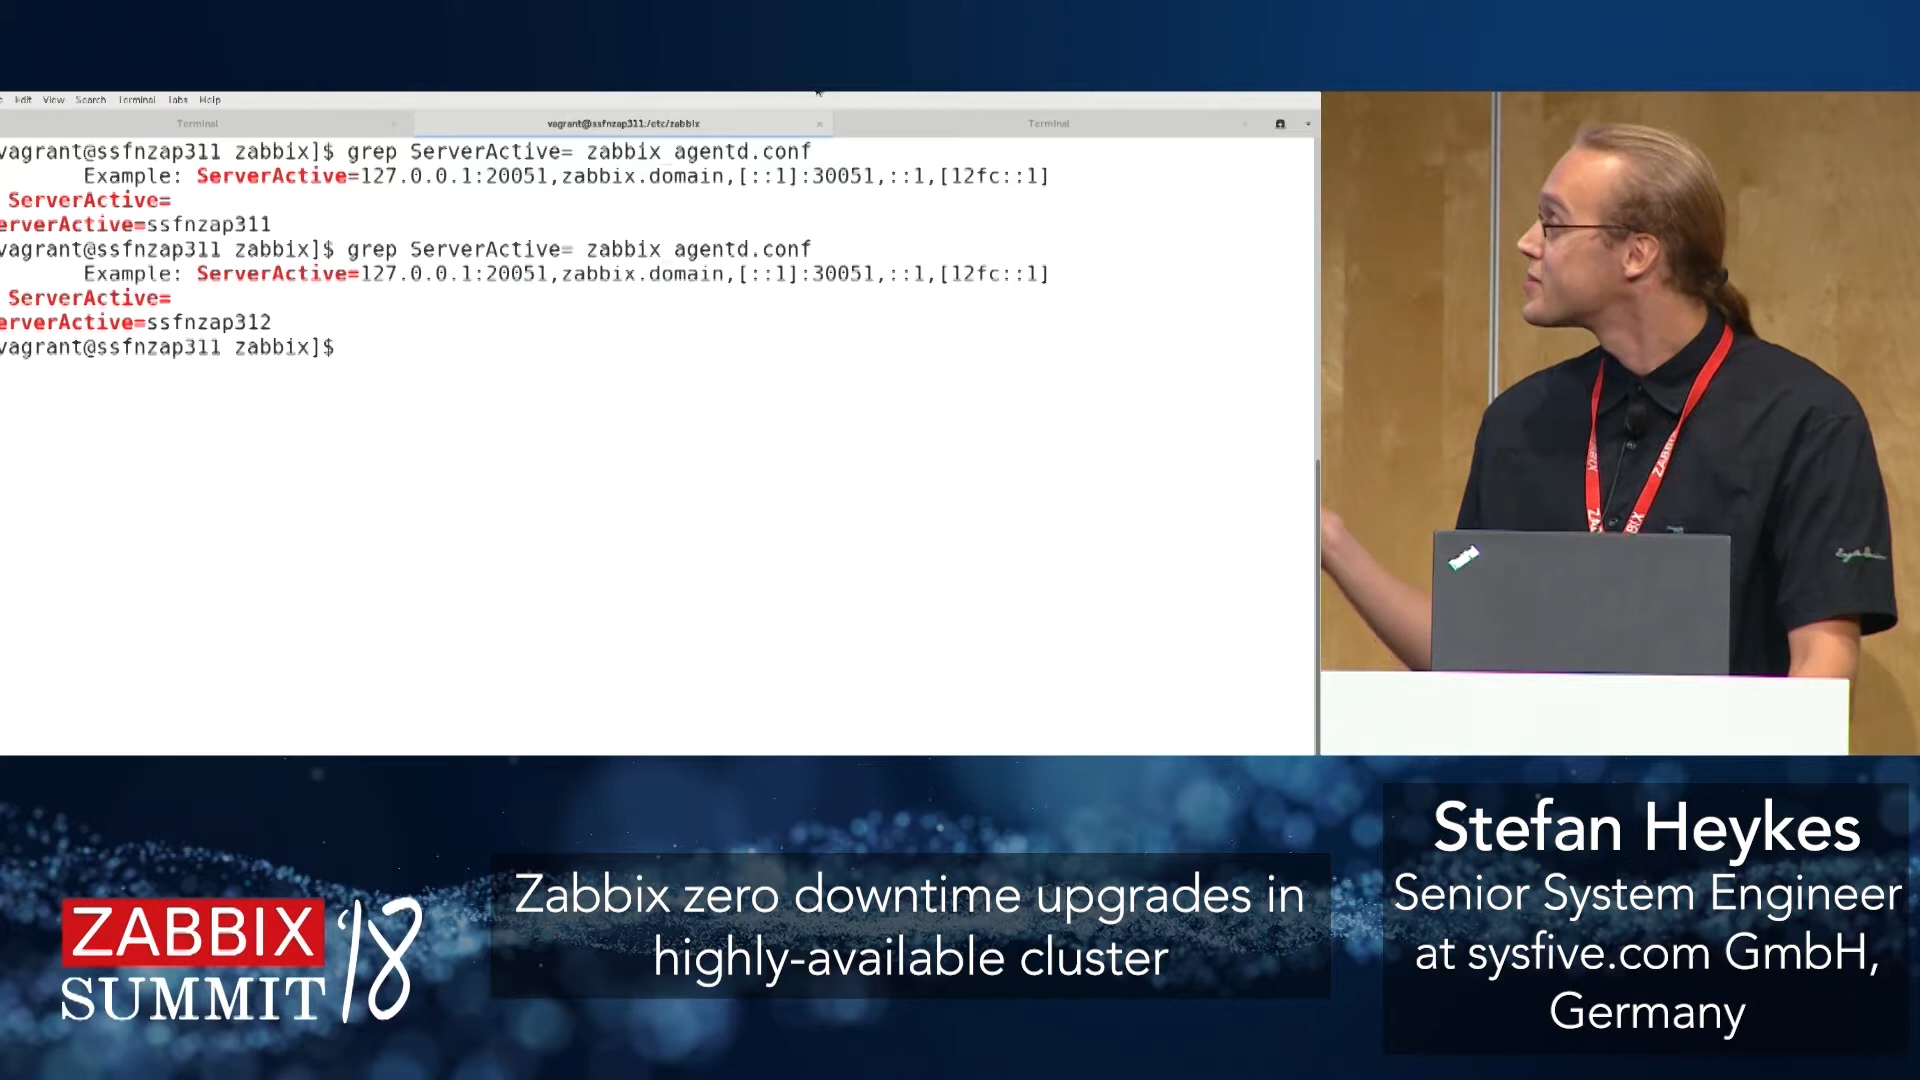 Edit View Search Terminal Tabs Help
Terminal vagrant@ssfnzap311:/etc/zabbix Terminal
vagrant@ssfnzap311 zabbix]$ grep ServerActive= zabbix_agentd.conf
Example: ServerActive=127.0.0.1:20051,zabbix.domain,[::1]:30051,::1,[12fc::1]
ServerActive=
erverActive=ssfnzap311
vagrant@ssfnzap311 zabbix]$ grep ServerActive= zabbix_agentd.conf
Example: ServerActive=127.0.0.1:20051,zabbix.domain,[::1]:30051,::1,[12fc::1]
ServerActive=
erverActive=ssfnzap312
vagrant@ssfnzap311 zabbix]$
ZABBIX
ZABBIX SUMMIT '18
Zabbix zero downtime upgrades in
highly-available cluster
Stefan Heykes
Senior System Engineer
at sysfive.com GmbH,
Germany